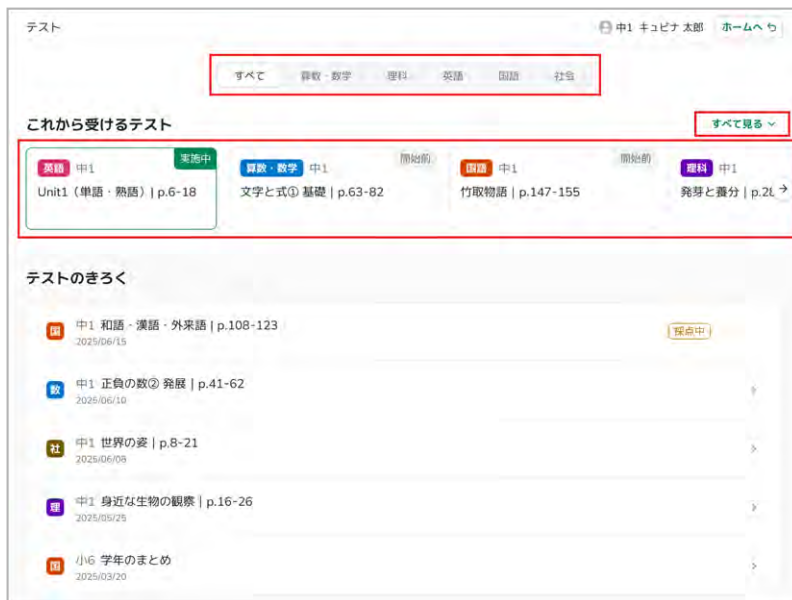 テスト
中1 キュビナ 太郎 ホームへ
すべて 算数・数学 理科 英語 国語 社会
これから受けるテスト
すべて見る
英語 中1 実施中
Unit1（単語・熟語）| p.6-18
算数・数学 中1 開始前
文字と式① 基礎 | p.63-82
国語 中1 開始前
竹取物語 | p.147-155
理科 中1
発芽と養分 | p.2
テストのきろく
国 中1 和語・漢語・外来語 | p.108-123
2025/06/15
採点中
数 中1 正負の数② 発展 | p.41-62
2025/06/10
社 中1 世界の姿 | p.8-21
2025/06/08
理 中1 身近な生物の観察 | p.16-26
2025/05/25
国 小6 学年のまとめ
2025/03/20